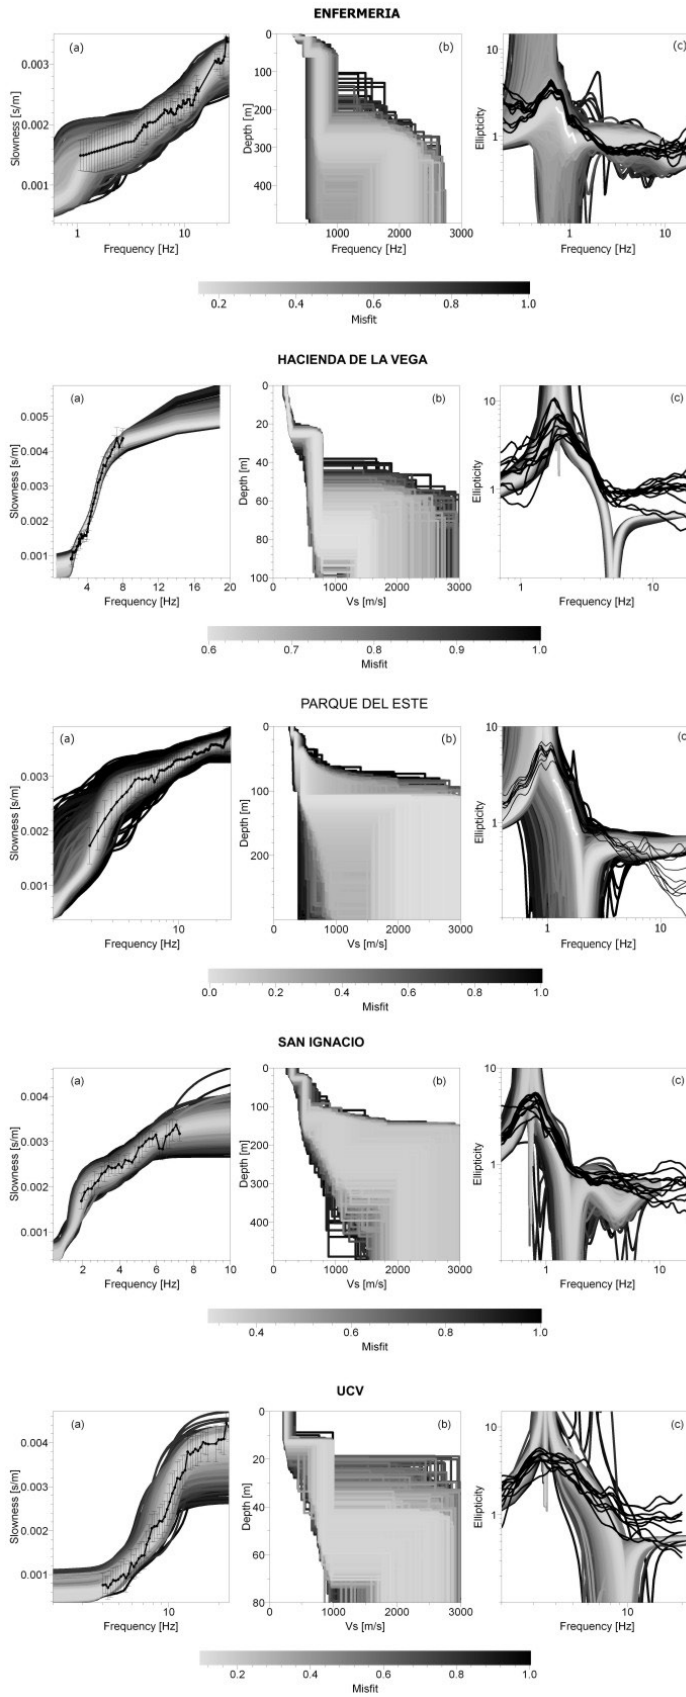 ENFERMERIA
(a) (b) (c)
Slowness [s/m] 0.003 0.002 0.001
Depth [m] 0 100 200 300 400
Ellipticity 10 1
1 10 1000 2000 3000 1 10
Frequency [Hz] Frequency [Hz] Frequency [Hz]
0.2 0.4 0.6 0.8 1.0
Misfit
HACIENDA DE LA VEGA
(a) (b) (c)
Slowness [s/m] 0.005 0.004 0.003 0.002 0.001
Depth [m] 0 20 40 60 80 100
Ellipticity 10 1
4 8 12 16 20 0 1000 2000 3000 1 10
Frequency [Hz] Vs [m/s] Frequency [Hz]
0.6 0.7 0.8 0.9 1.0
Misfit
PARQUE DEL ESTE
(a) (b) (c
Slowness [s/m] 0.003 0.002 0.001
Depth [m] 0 100 200
Ellipticity 10 1
10 0 1000 2000 3000 1 10
Frequency [Hz] Vs [m/s] Frequency [Hz]
0.0 0.2 0.4 0.6 0.8 1.0
Misfit
SAN IGNACIO
(a) (b) (c)
Slowness [s/m] 0.004 0.003 0.002 0.001
Depth [m] 0 100 200 300 400
Ellipticity 10 1
2 4 6 8 10 0 1000 2000 3000 1 10
Frequency [Hz] Vs [m/s] Frequency [Hz]
0.4 0.6 0.8 1.0
Misfit
UCV
(a) (b) (c)
Slowness [s/m] 0.004 0.003 0.002 0.001
Depth [m] 0 20 40 60 80
Ellipticity 10 1
10 0 1000 2000 3000 10
Frequency [Hz] Vs [m/s] Frequency [Hz]
0.2 0.4 0.6 0.8 1.0
Misfit